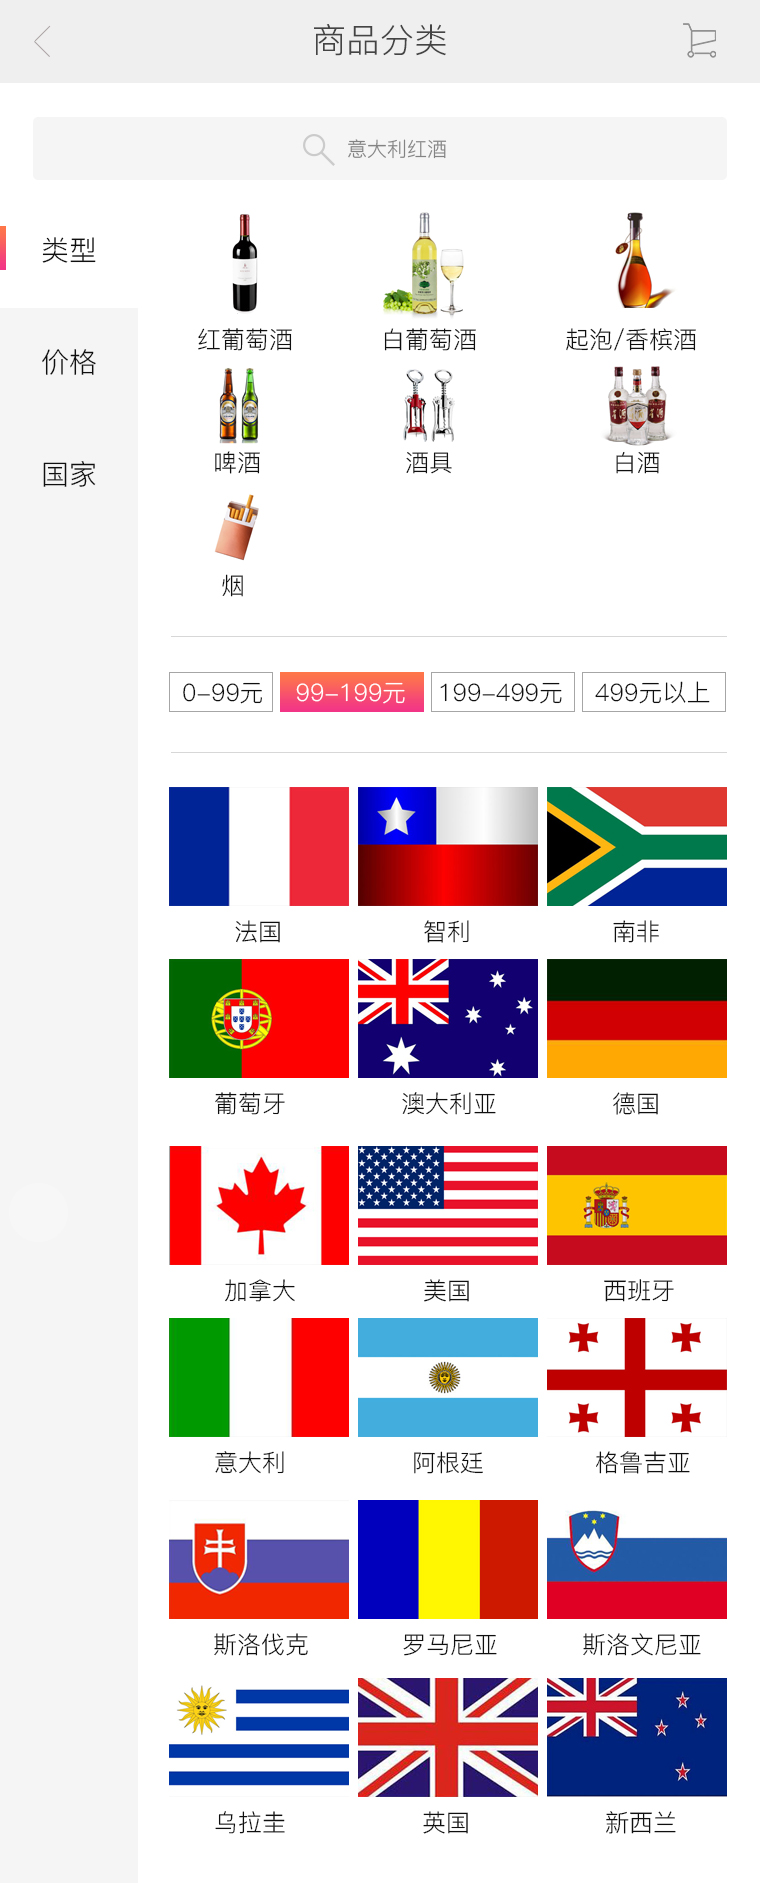 商品分类
意大利红酒
类型
价格
国家
红葡萄酒
白葡萄酒
起泡/香槟酒
啤酒
酒具
白酒
烟
0-99元
99-199元
199-499元
499元以上
法国
智利
南非
葡萄牙
澳大利亚
德国
加拿大
美国
西班牙
意大利
阿根廷
格鲁吉亚
斯洛伐克
罗马尼亚
斯洛文尼亚
乌拉圭
英国
新西兰